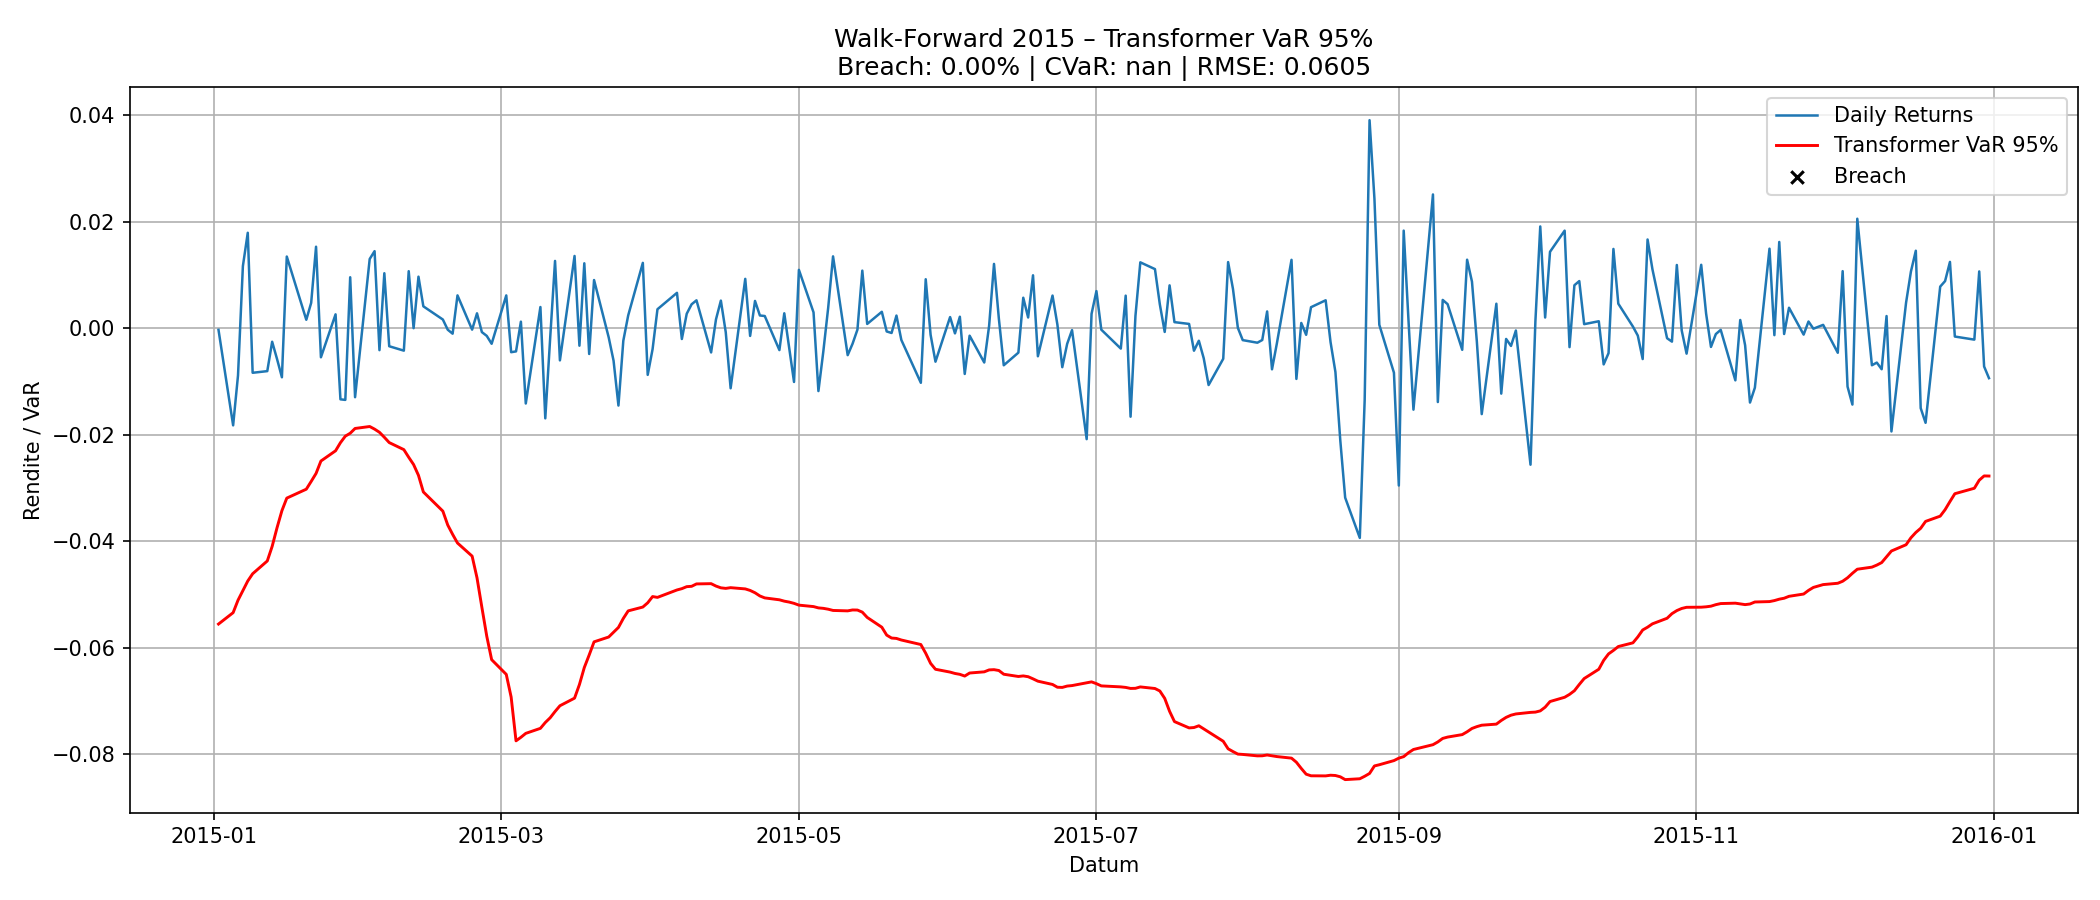 Walk-Forward 2015 – Transformer VaR 95%
Breach: 0.00% | CVaR: nan | RMSE: 0.0605
Daily Returns
Transformer VaR 95%
Breach
Rendite / VaR
0.04
0.02
0.00
−0.02
−0.04
−0.06
−0.08
2015-01
2015-03
2015-05
2015-07
2015-09
2015-11
2016-01
Datum